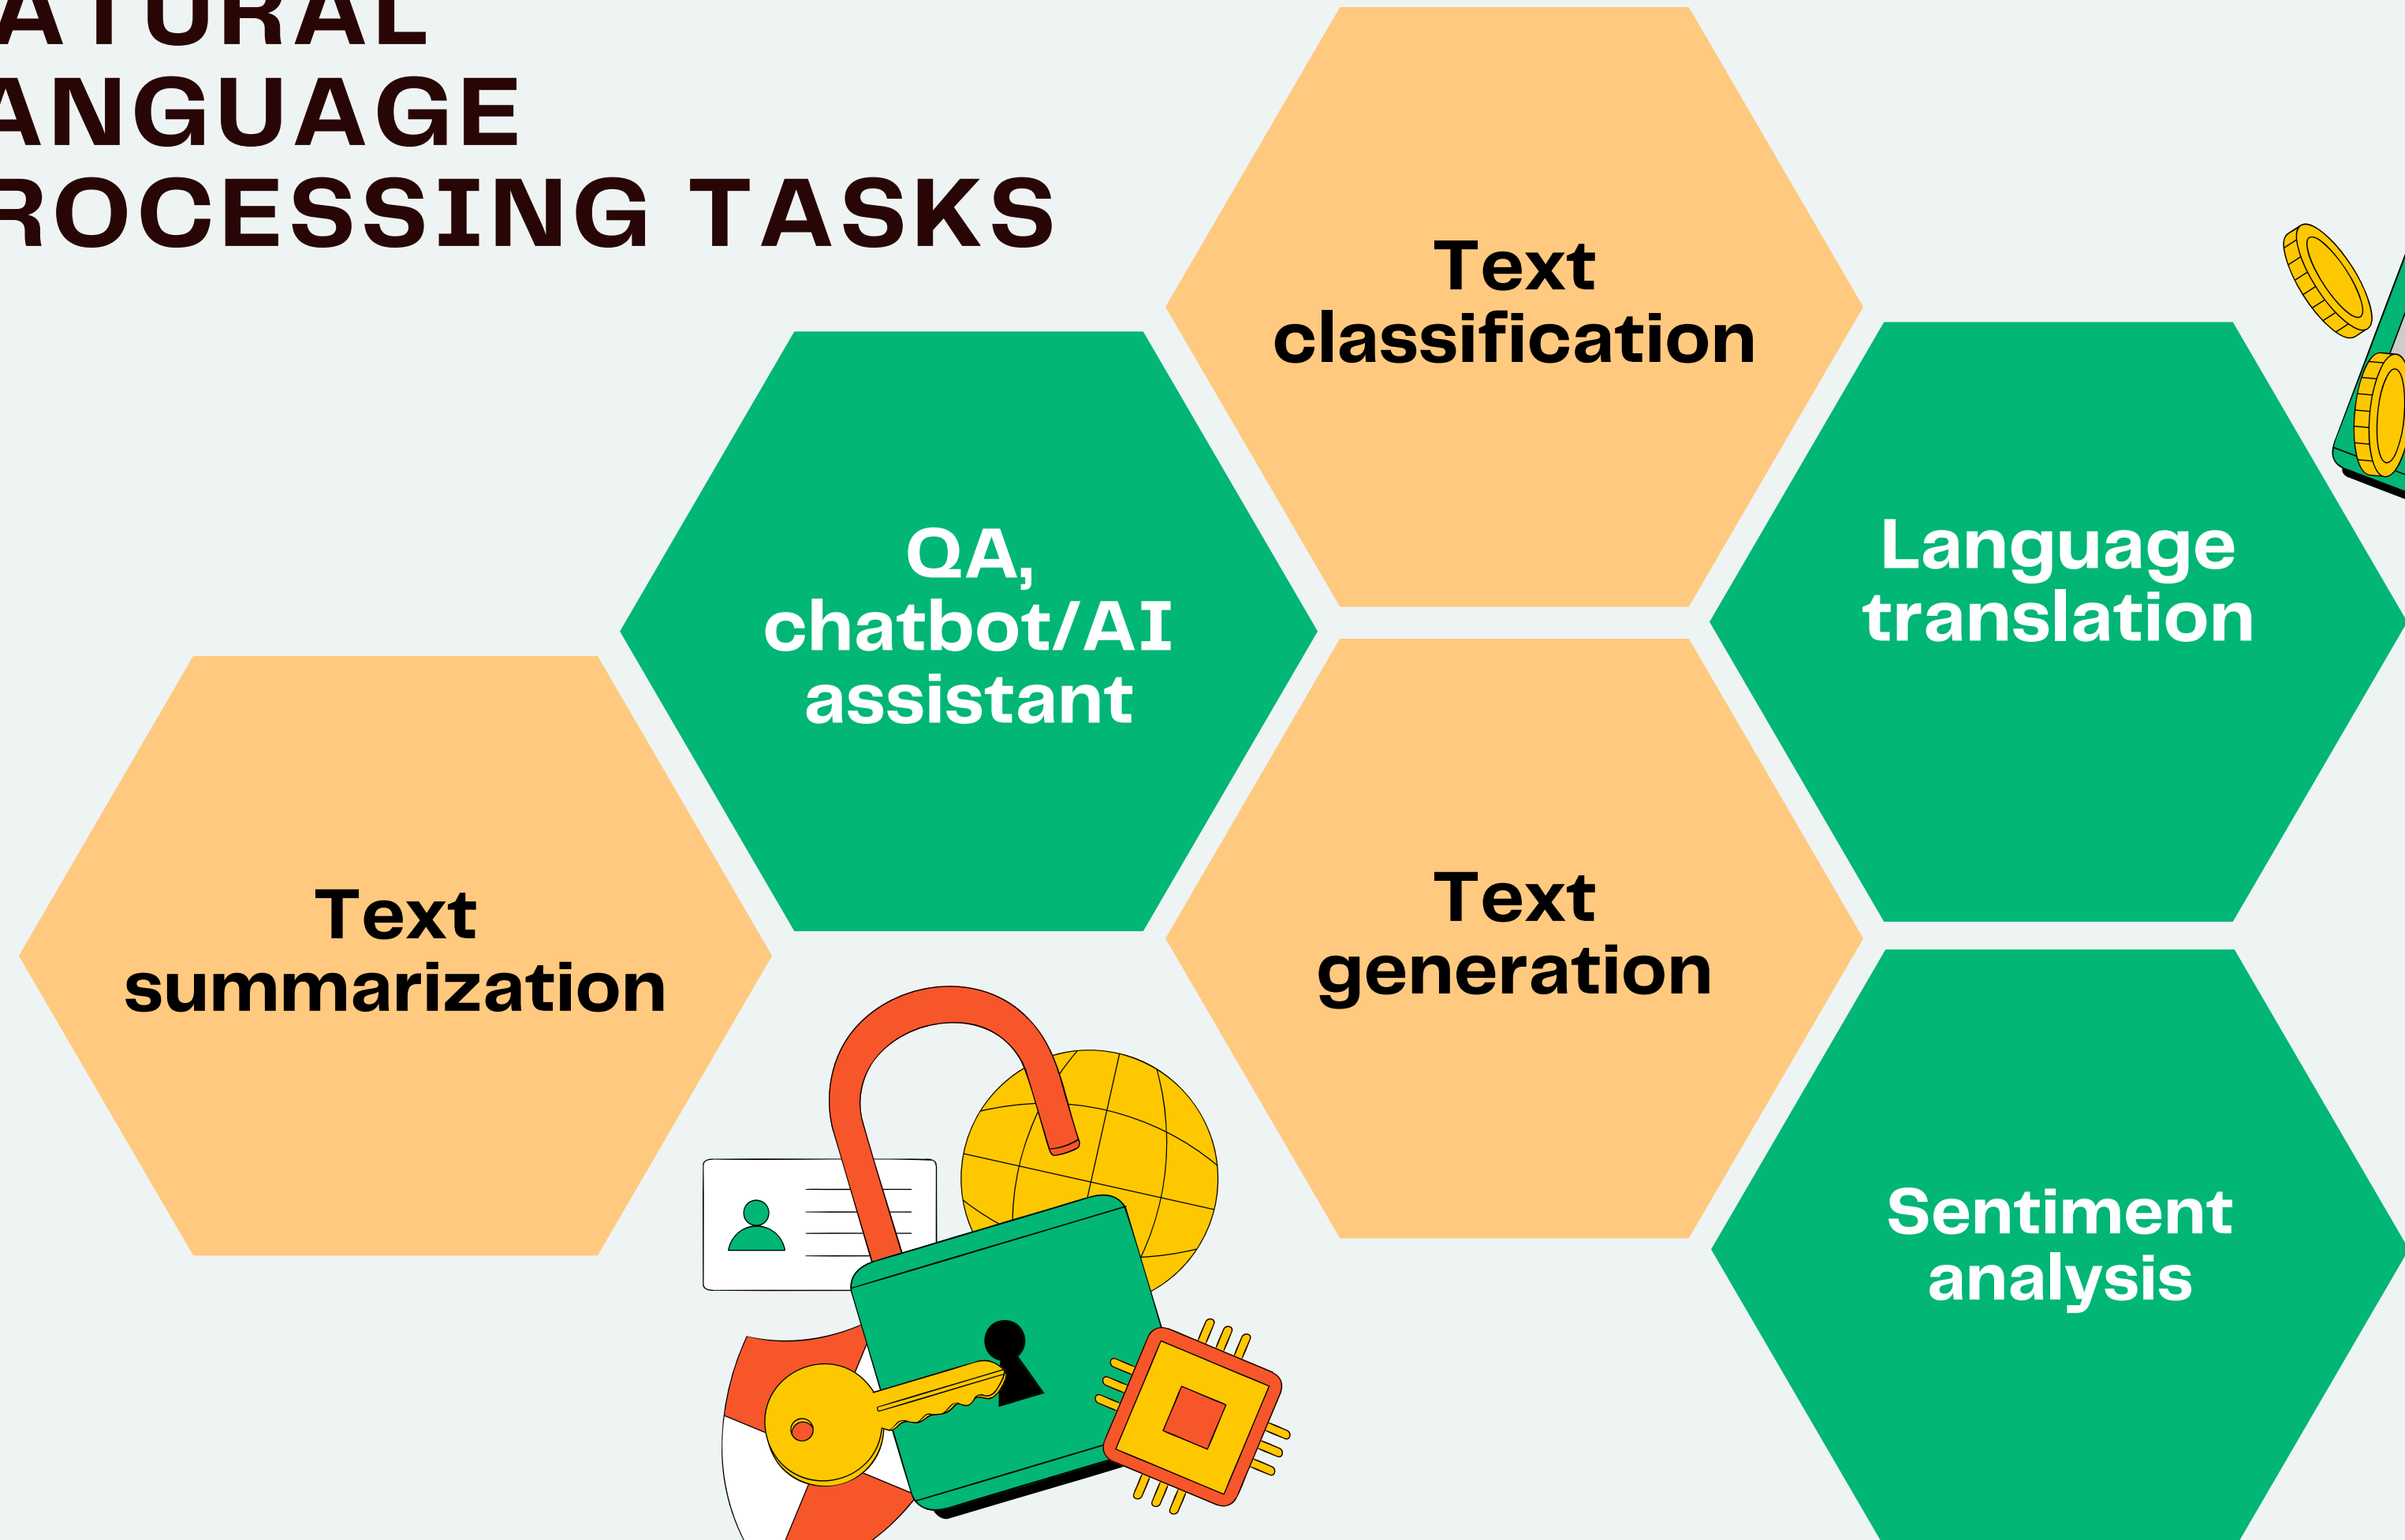 ATURAL
ANGUAGE
ROCESSING TASKS
Text
classification
QA,
chatbot/AI
assistant
Language
translation
Text
summarization
Text
generation
Sentiment
analysis